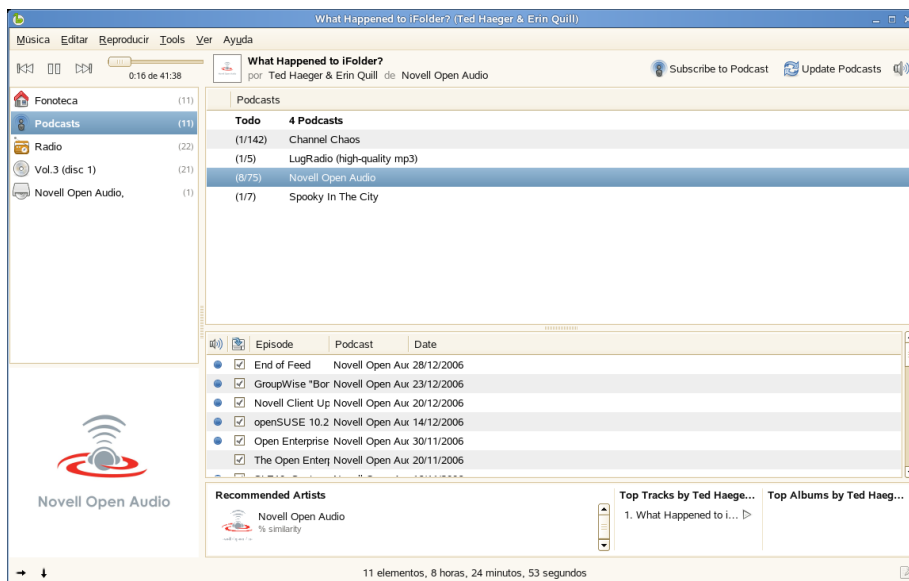 What Happened to iFolder? (Ted Haeger & Erin Quill)
Música Editar Reproducir Tools Ver Ayuda
0:16 de 41:38
What Happened to iFolder?
por Ted Haeger & Erin Quill de Novell Open Audio
Subscribe to Podcast Update Podcasts
Fonoteca (11)
Podcasts (11)
Radio (22)
Vol.3 (disc 1) (21)
Novell Open Audio, (1)
Podcasts
Todo 4 Podcasts
(1/142) Channel Chaos
(1/5) LugRadio (high-quality mp3)
(8/75) Novell Open Audio
(1/7) Spooky In The City
Episode Podcast Date
End of Feed Novell Open Auc 28/12/2006
GroupWise "Bor Novell Open Auc 23/12/2006
Novell Client Up Novell Open Auc 20/12/2006
openSUSE 10.2 Novell Open Auc 14/12/2006
Open Enterprise Novell Open Auc 30/11/2006
The Open Enter Novell Open Auc 20/11/2006
Novell Open Audio
Recommended Artists
Novell Open Audio
% similarity
Top Tracks by Ted Haege...
1. What Happened to i...
Top Albums by Ted Haeg...
11 elementos, 8 horas, 24 minutos, 53 segundos